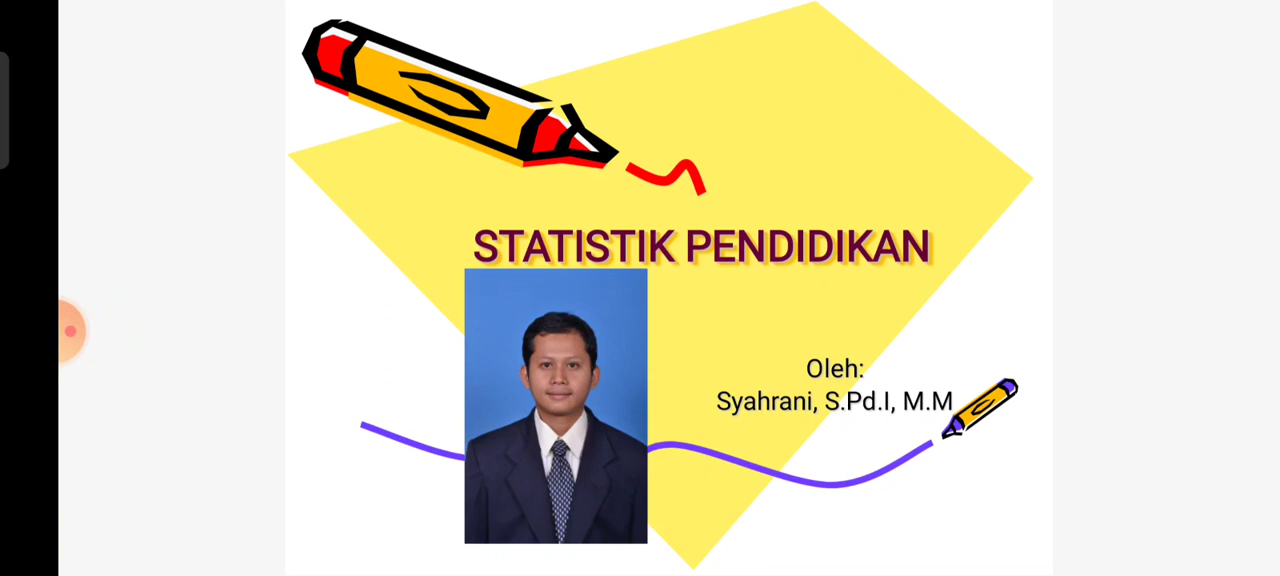 STATISTIK PENDIDIKAN
Oleh:
Syahrani, S.Pd.I, M.M